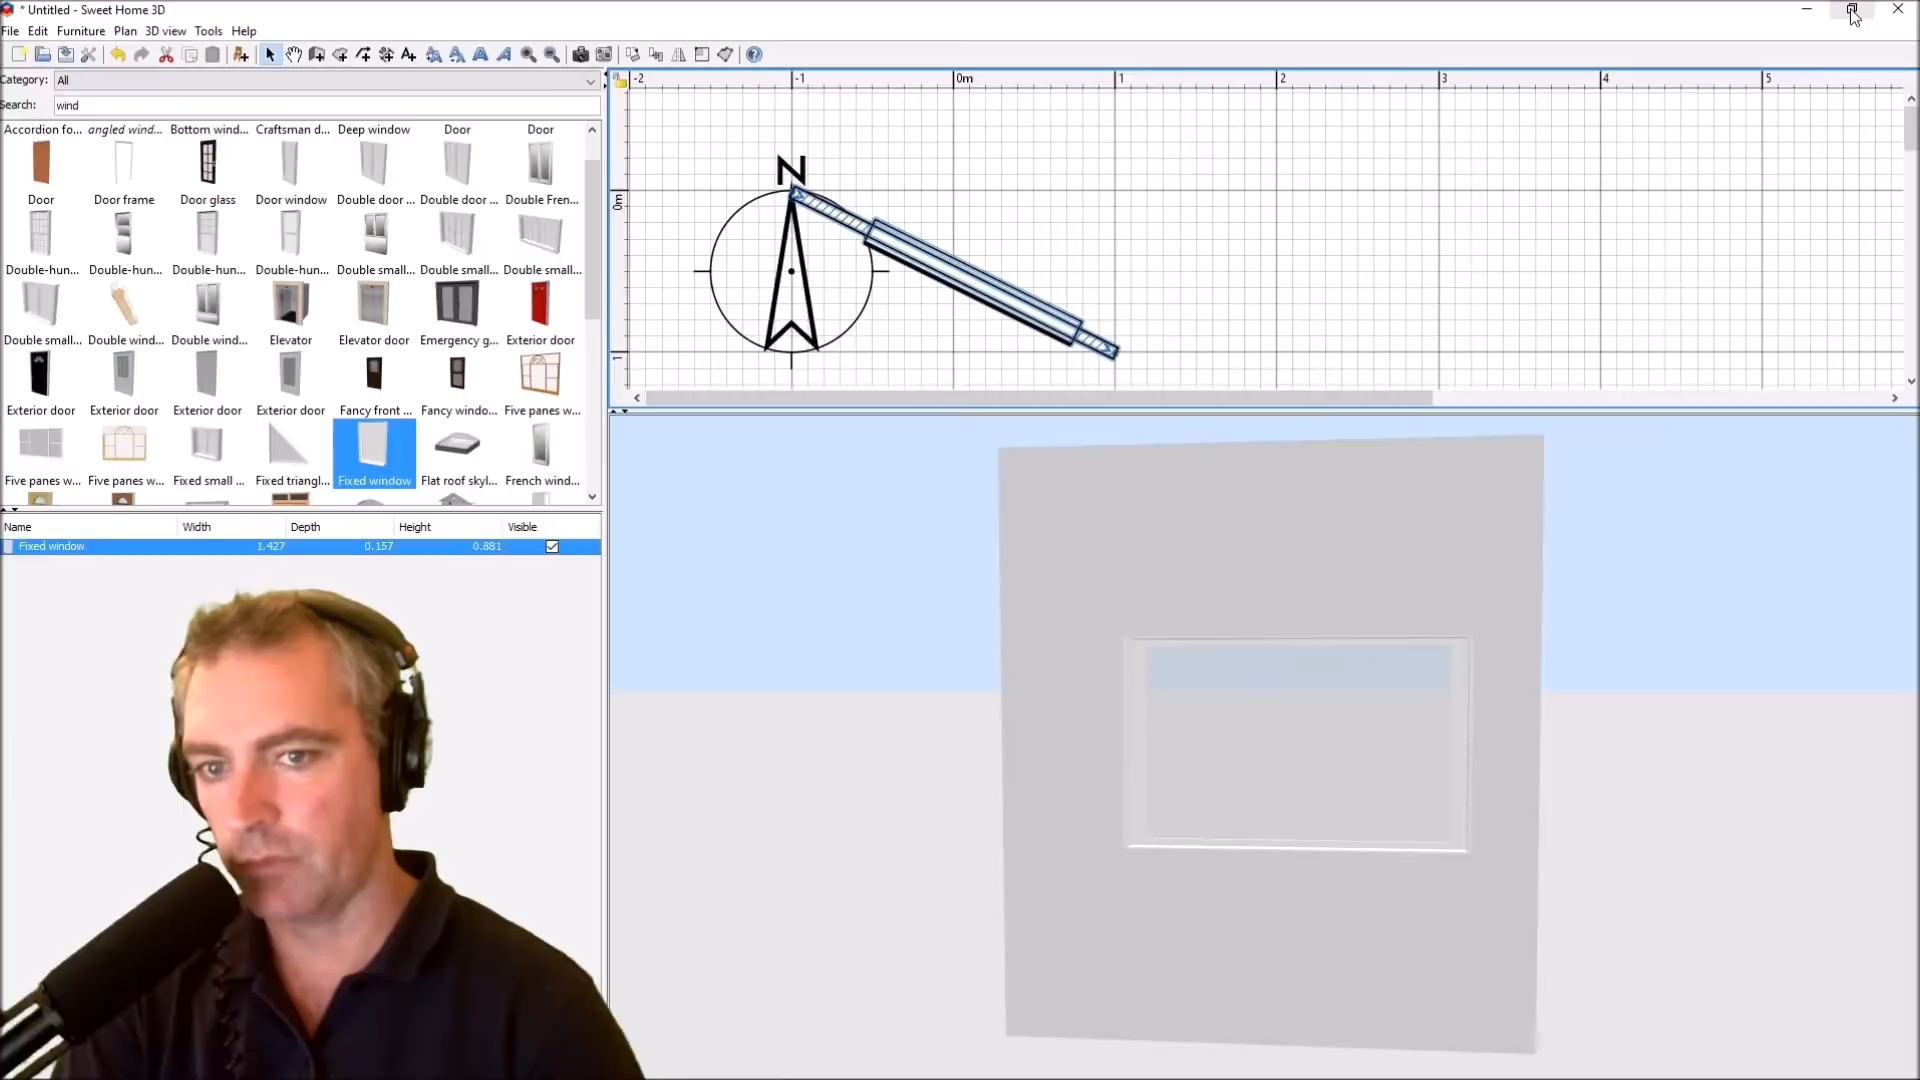 * Untitled - Sweet Home 3D
File Edit Furniture Plan 3D view Tools Help
Category: All
Search: wind
Accordion fo... angled wind... Bottom wind... Craftsman d... Deep window Door Door
Door Door frame Door glass Door window Double door ... Double door ... Double Fren...
Double-hun... Double-hun... Double-hun... Double-hun... Double small... Double small... Double small...
Double small... Double wind... Double wind... Elevator Elevator door Emergency g... Exterior door
Exterior door Exterior door Exterior door Exterior door Fancy front ... Fancy windo... Five panes w...
Five panes w... Five panes w... Fixed small ... Fixed triangl... Fixed window Flat roof skyl... French wind...
Name Width Depth Height Visible
Fixed window 1.427 0.157 0.881
-2 -1 0m 1 2 3 4 5
N
0m
1